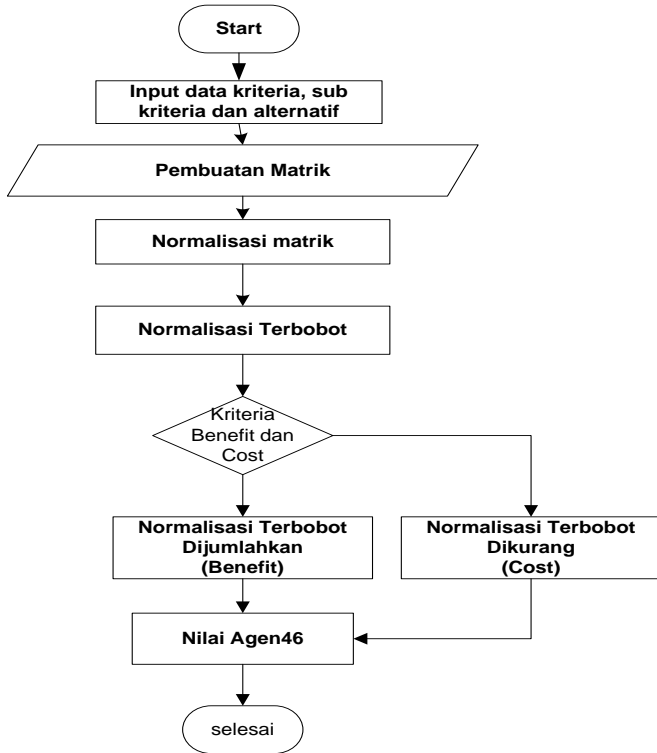 Start
Input data kriteria, sub
kriteria dan alternatif
Pembuatan Matrik
Normalisasi matrik
Normalisasi Terbobot
Kriteria
Benefit dan
Cost
Normalisasi Terbobot
Dijumlahkan
(Benefit)
Normalisasi Terbobot
Dikurang
(Cost)
Nilai Agen46
selesai